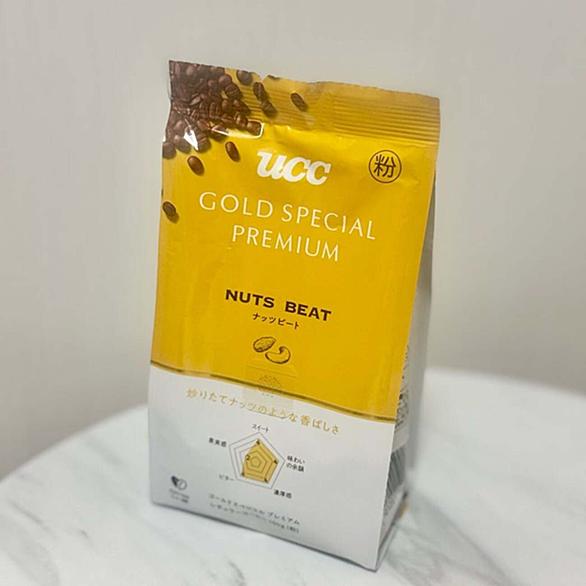 ucc
粉
GOLD SPECIAL
PREMIUM
NUTS BEAT
ナッツビート
炒りたてナッツのような香ばしさ
スイート
味わい
の余韻
濃厚感
ビター
果実感
ゴールドスペシャル プレミアム